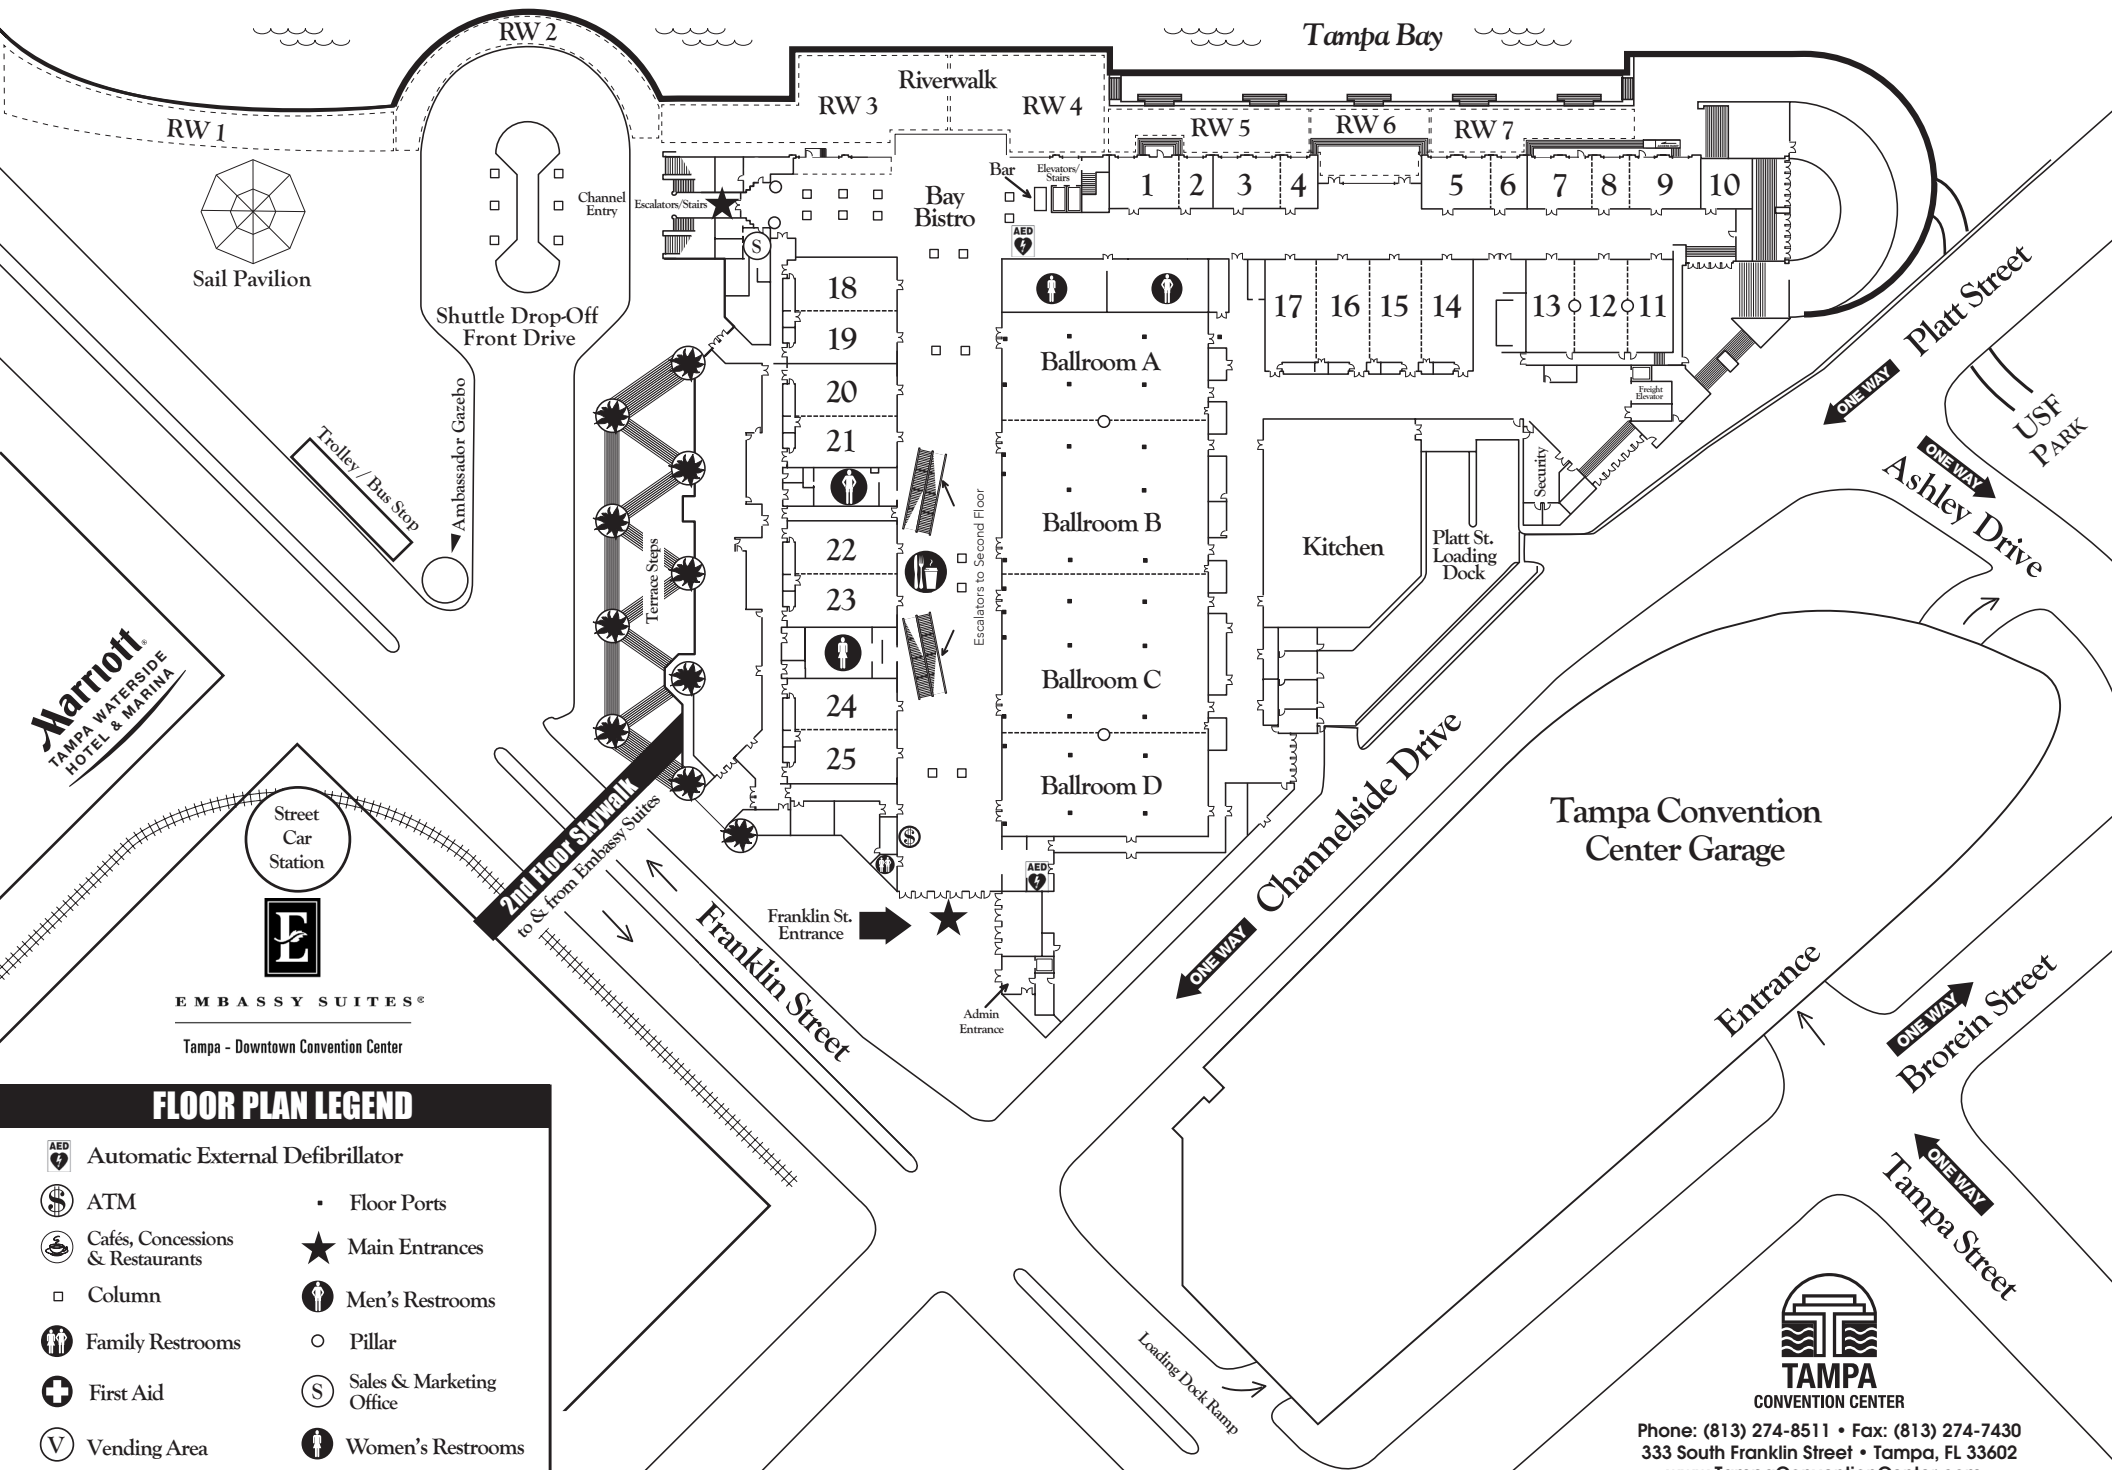 RW 2
Tampa Bay
Riverwalk
RW 1
RW 3
RW 4
RW 5
RW 6
RW 7
Sail Pavilion
Channel
Entry
Escalators/Stairs
S
Bay
Bistro
Bar
Elevators/
Stairs
AED
1
2
3
4
5
6
7
8
9
10
Shuttle Drop-Off
Front Drive
Ambassador Gazebo
Trolley / Bus Stop
18
19
20
21
22
23
24
25
Terrace Steps
Escalators to Second Floor
Ballroom A
Ballroom B
Ballroom C
Ballroom D
17
16
15
14
13
12
11
Freight
Elevator
Security
Kitchen
Platt St.
Loading
Dock
Platt Street
ONE WAY
USF
PARK
ONE WAY
Ashley Drive
Marriott®
TAMPA WATERSIDE
HOTEL & MARINA
Street
Car
Station
E
EMBASSY SUITES®
Tampa - Downtown Convention Center
2nd Floor Skywalk
to & from Embassy Suites
$
AED
Franklin St.
Entrance
Admin
Entrance
Franklin Street
Channelside Drive
ONE WAY
Tampa Convention
Center Garage
Entrance
ONE WAY
Brorein Street
ONE WAY
Tampa Street
Loading Dock Ramp
FLOOR PLAN LEGEND
AED
Automatic External Defibrillator
$
ATM
Floor Ports
Cafés, Concessions
& Restaurants
Main Entrances
Column
Men's Restrooms
Family Restrooms
Pillar
First Aid
S
Sales & Marketing
Office
V
Vending Area
Women's Restrooms
TAMPA
CONVENTION CENTER
Phone: (813) 274-8511 • Fax: (813) 274-7430
333 South Franklin Street • Tampa, FL 33602